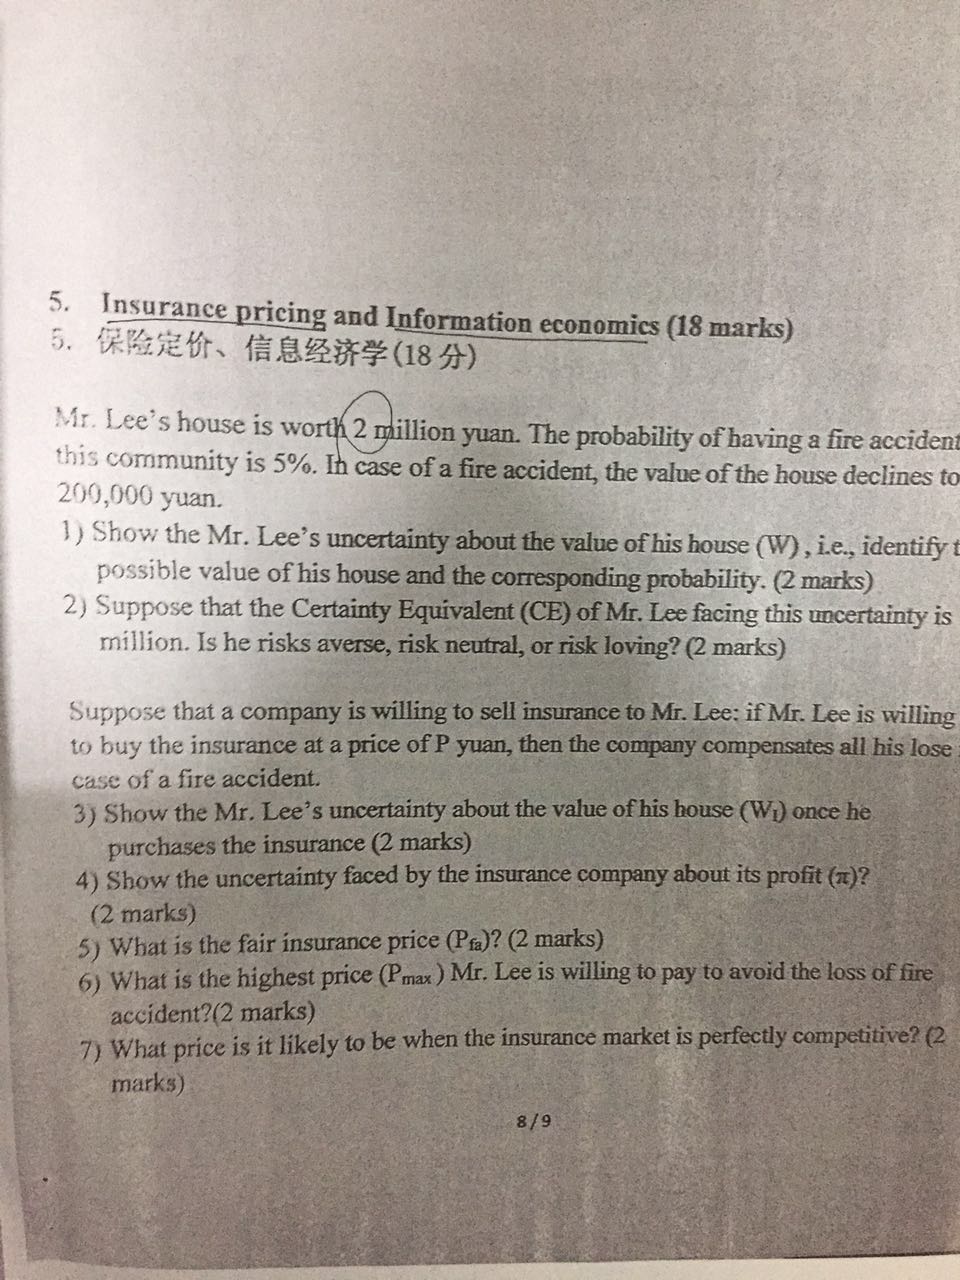 5. Insurance pricing and Information economics (18 marks)
5. 保险定价、信息经济学(18 分)
Mr. Lee's house is worth 2 million yuan. The probability of having a fire accident
this community is 5%. In case of a fire accident, the value of the house declines to
200,000 yuan.
1) Show the Mr. Lee's uncertainty about the value of his house (W) , i.e., identify t
possible value of his house and the corresponding probability. (2 marks)
2) Suppose that the Certainty Equivalent (CE) of Mr. Lee facing this uncertainty is
million. Is he risks averse, risk neutral, or risk loving? (2 marks)
Suppose that a company is willing to sell insurance to Mr. Lee: if Mr. Lee is willing
to buy the insurance at a price of P yuan, then the company compensates all his lose
case of a fire accident.
3) Show the Mr. Lee's uncertainty about the value of his house (W₁) once he
purchases the insurance (2 marks)
4) Show the uncertainty faced by the insurance company about its profit (π)?
(2 marks)
5) What is the fair insurance price (Pfa)? (2 marks)
6) What is the highest price (Pmax ) Mr. Lee is willing to pay to avoid the loss of fire
accident?(2 marks)
7) What price is it likely to be when the insurance market is perfectly competitive? (2
marks)
8/9